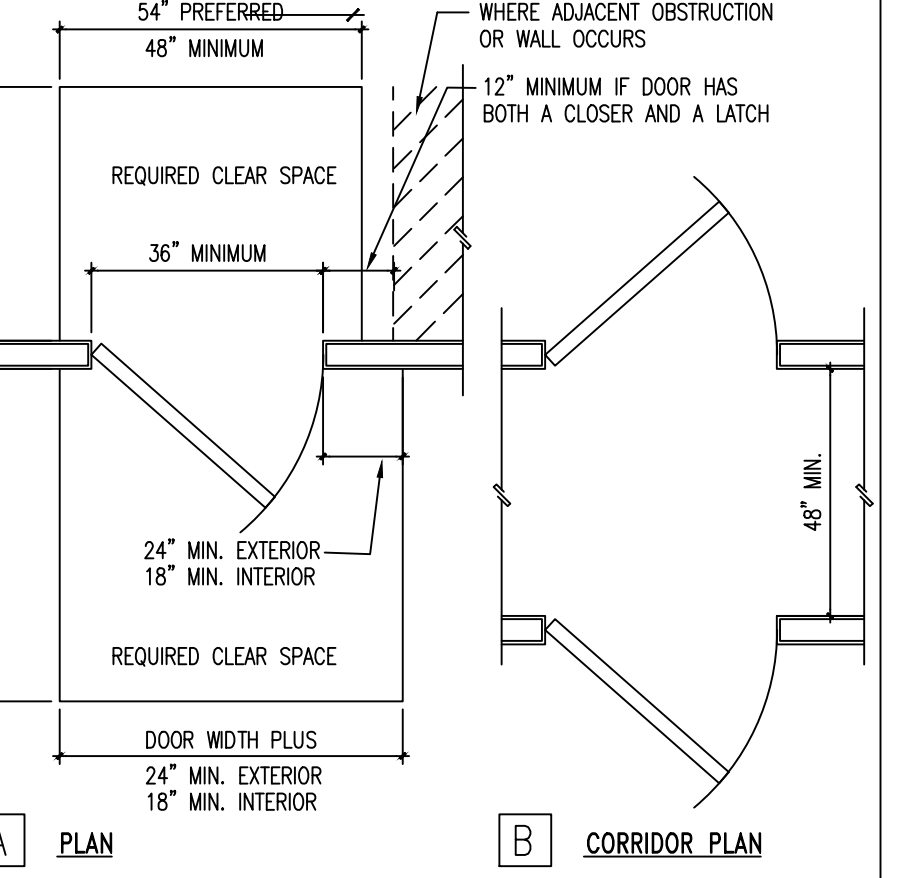 54” PREFERRED
48” MINIMUM
WHERE ADJACENT OBSTRUCTION
OR WALL OCCURS
12” MINIMUM IF DOOR HAS
BOTH A CLOSER AND A LATCH
REQUIRED CLEAR SPACE
36” MINIMUM
48” MIN.
24” MIN. EXTERIOR
18” MIN. INTERIOR
REQUIRED CLEAR SPACE
DOOR WIDTH PLUS
24” MIN. EXTERIOR
18” MIN. INTERIOR
A PLAN
B CORRIDOR PLAN